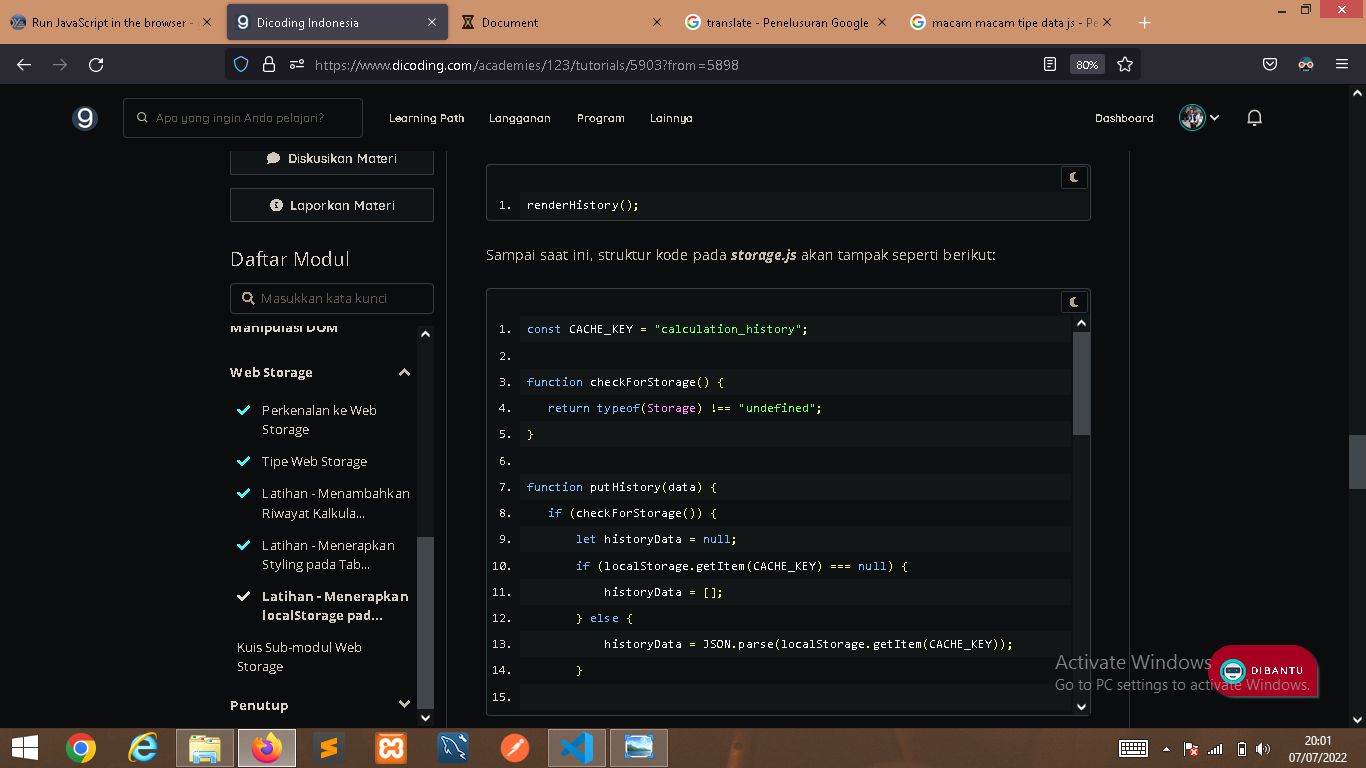 Run JavaScript in the browser -
Dicoding Indonesia
Document
translate - Penelusuran Google
macam macam tipe data js - Pe
https://www.dicoding.com/academies/123/tutorials/5903?from=5898
80%
Apa yang ingin Anda pelajari?
Learning Path
Langganan
Program
Lainnya
Dashboard
Diskusikan Materi
Laporkan Materi
Daftar Modul
Masukkan kata kunci
Manipulasi DOM
Web Storage
Perkenalan ke Web
Storage
Tipe Web Storage
Latihan - Menambahkan
Riwayat Kalkula...
Latihan - Menerapkan
Styling pada Tab...
Latihan - Menerapkan
localStorage pad...
Kuis Sub-modul Web
Storage
Penutup
1. renderHistory();
Sampai saat ini, struktur kode pada storage.js akan tampak seperti berikut:
1. const CACHE_KEY = "calculation_history";
2.
3. function checkForStorage() {
4. return typeof(Storage) !== "undefined";
5. }
6.
7. function putHistory(data) {
8. if (checkForStorage()) {
9. let historyData = null;
10. if (localStorage.getItem(CACHE_KEY) === null) {
11. historyData = [];
12. } else {
13. historyData = JSON.parse(localStorage.getItem(CACHE_KEY));
14. }
15.
Activate Windows
Go to PC settings to activate Windows.
DIBANTU
20:01
07/07/2022